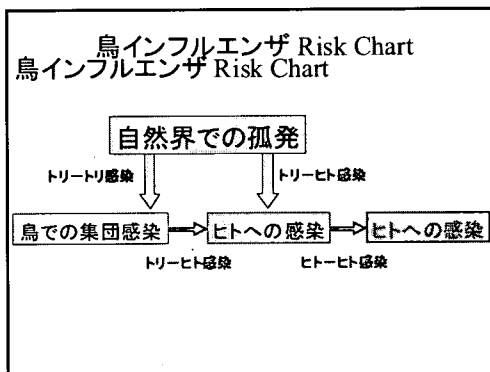 鳥インフルエンザ Risk Chart
鳥インフルエンザ Risk Chart
自然界での孤発
トリートリ感染 トリーヒト感染
鳥での集団感染 ヒトへの感染 ヒトへの感染
トリーヒト感染 ヒトーヒト感染